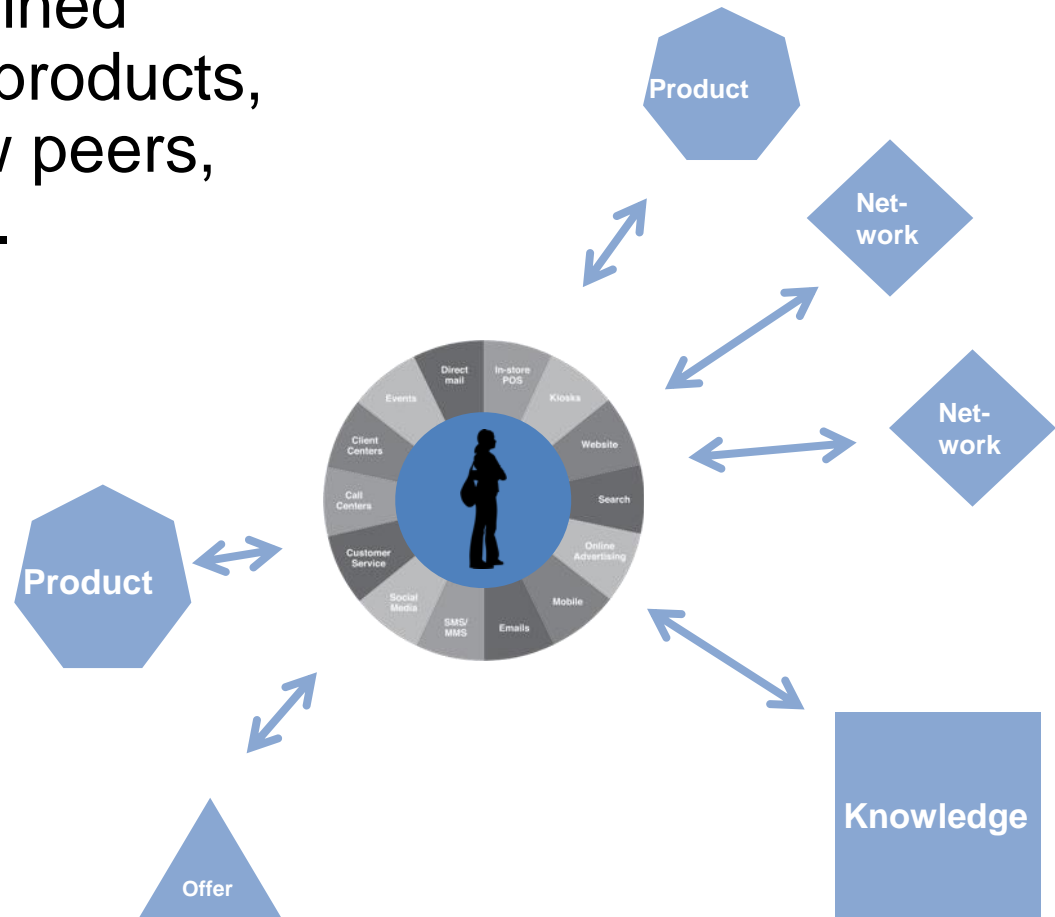 ined
products,
w peers,
.
Product
Net-
work
Net-
work
Direct
mail
In-store
POS
Kiosks
Website
Search
Online
Advertising
Mobile
Emails
SMS/
MMS
Social
Media
Customer
Service
Call
Centers
Client
Centers
Events
Product
Knowledge
Offer